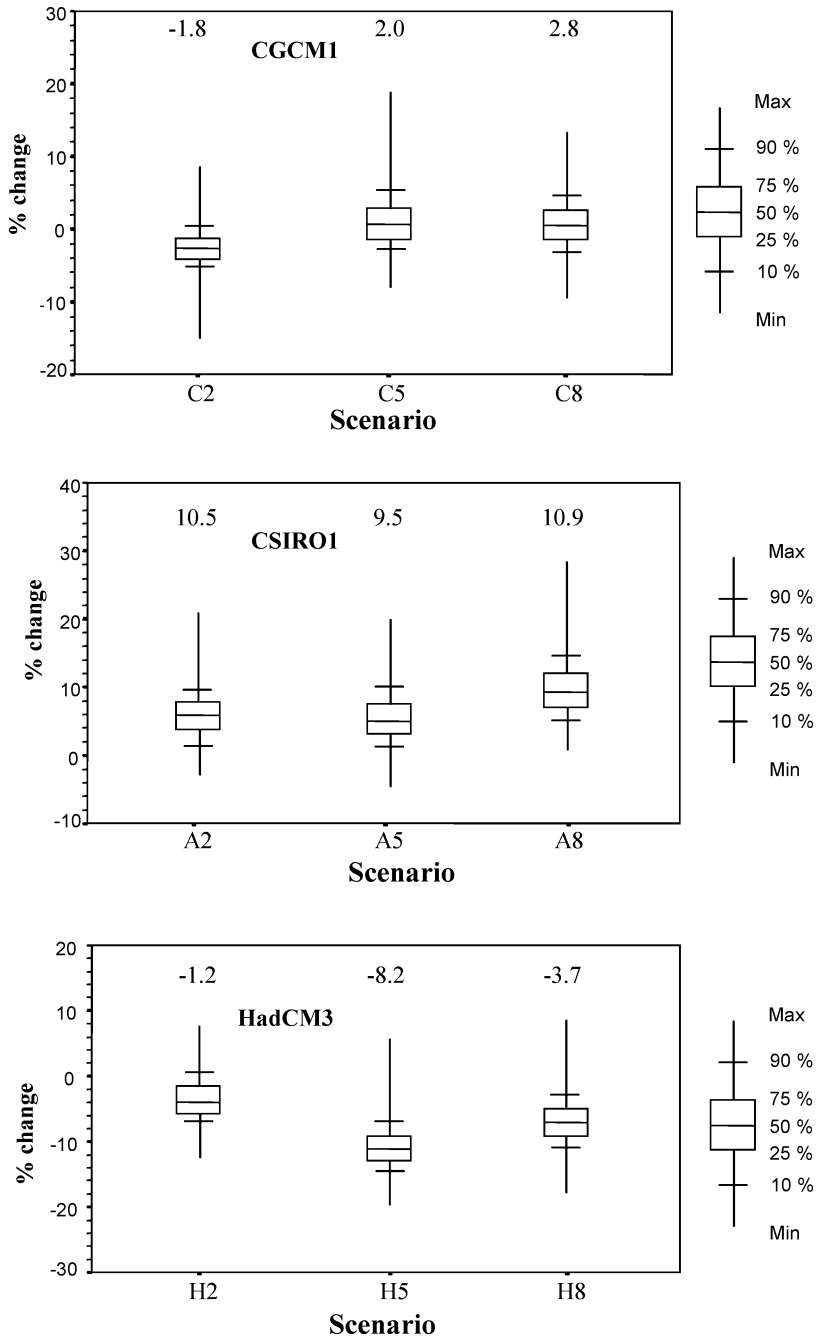 30
20
10
0
-10
-20
% change
-1.8 2.0 2.8
CGCM1
C2 C5 C8
Scenario
Max
90 %
75 %
50 %
25 %
10 %
Min
40
30
20
10
0
-10
% change
10.5 9.5 10.9
CSIRO1
A2 A5 A8
Scenario
Max
90 %
75 %
50 %
25 %
10 %
Min
20
10
0
-10
-20
-30
% change
-1.2 -8.2 -3.7
HadCM3
H2 H5 H8
Scenario
Max
90 %
75 %
50 %
25 %
10 %
Min